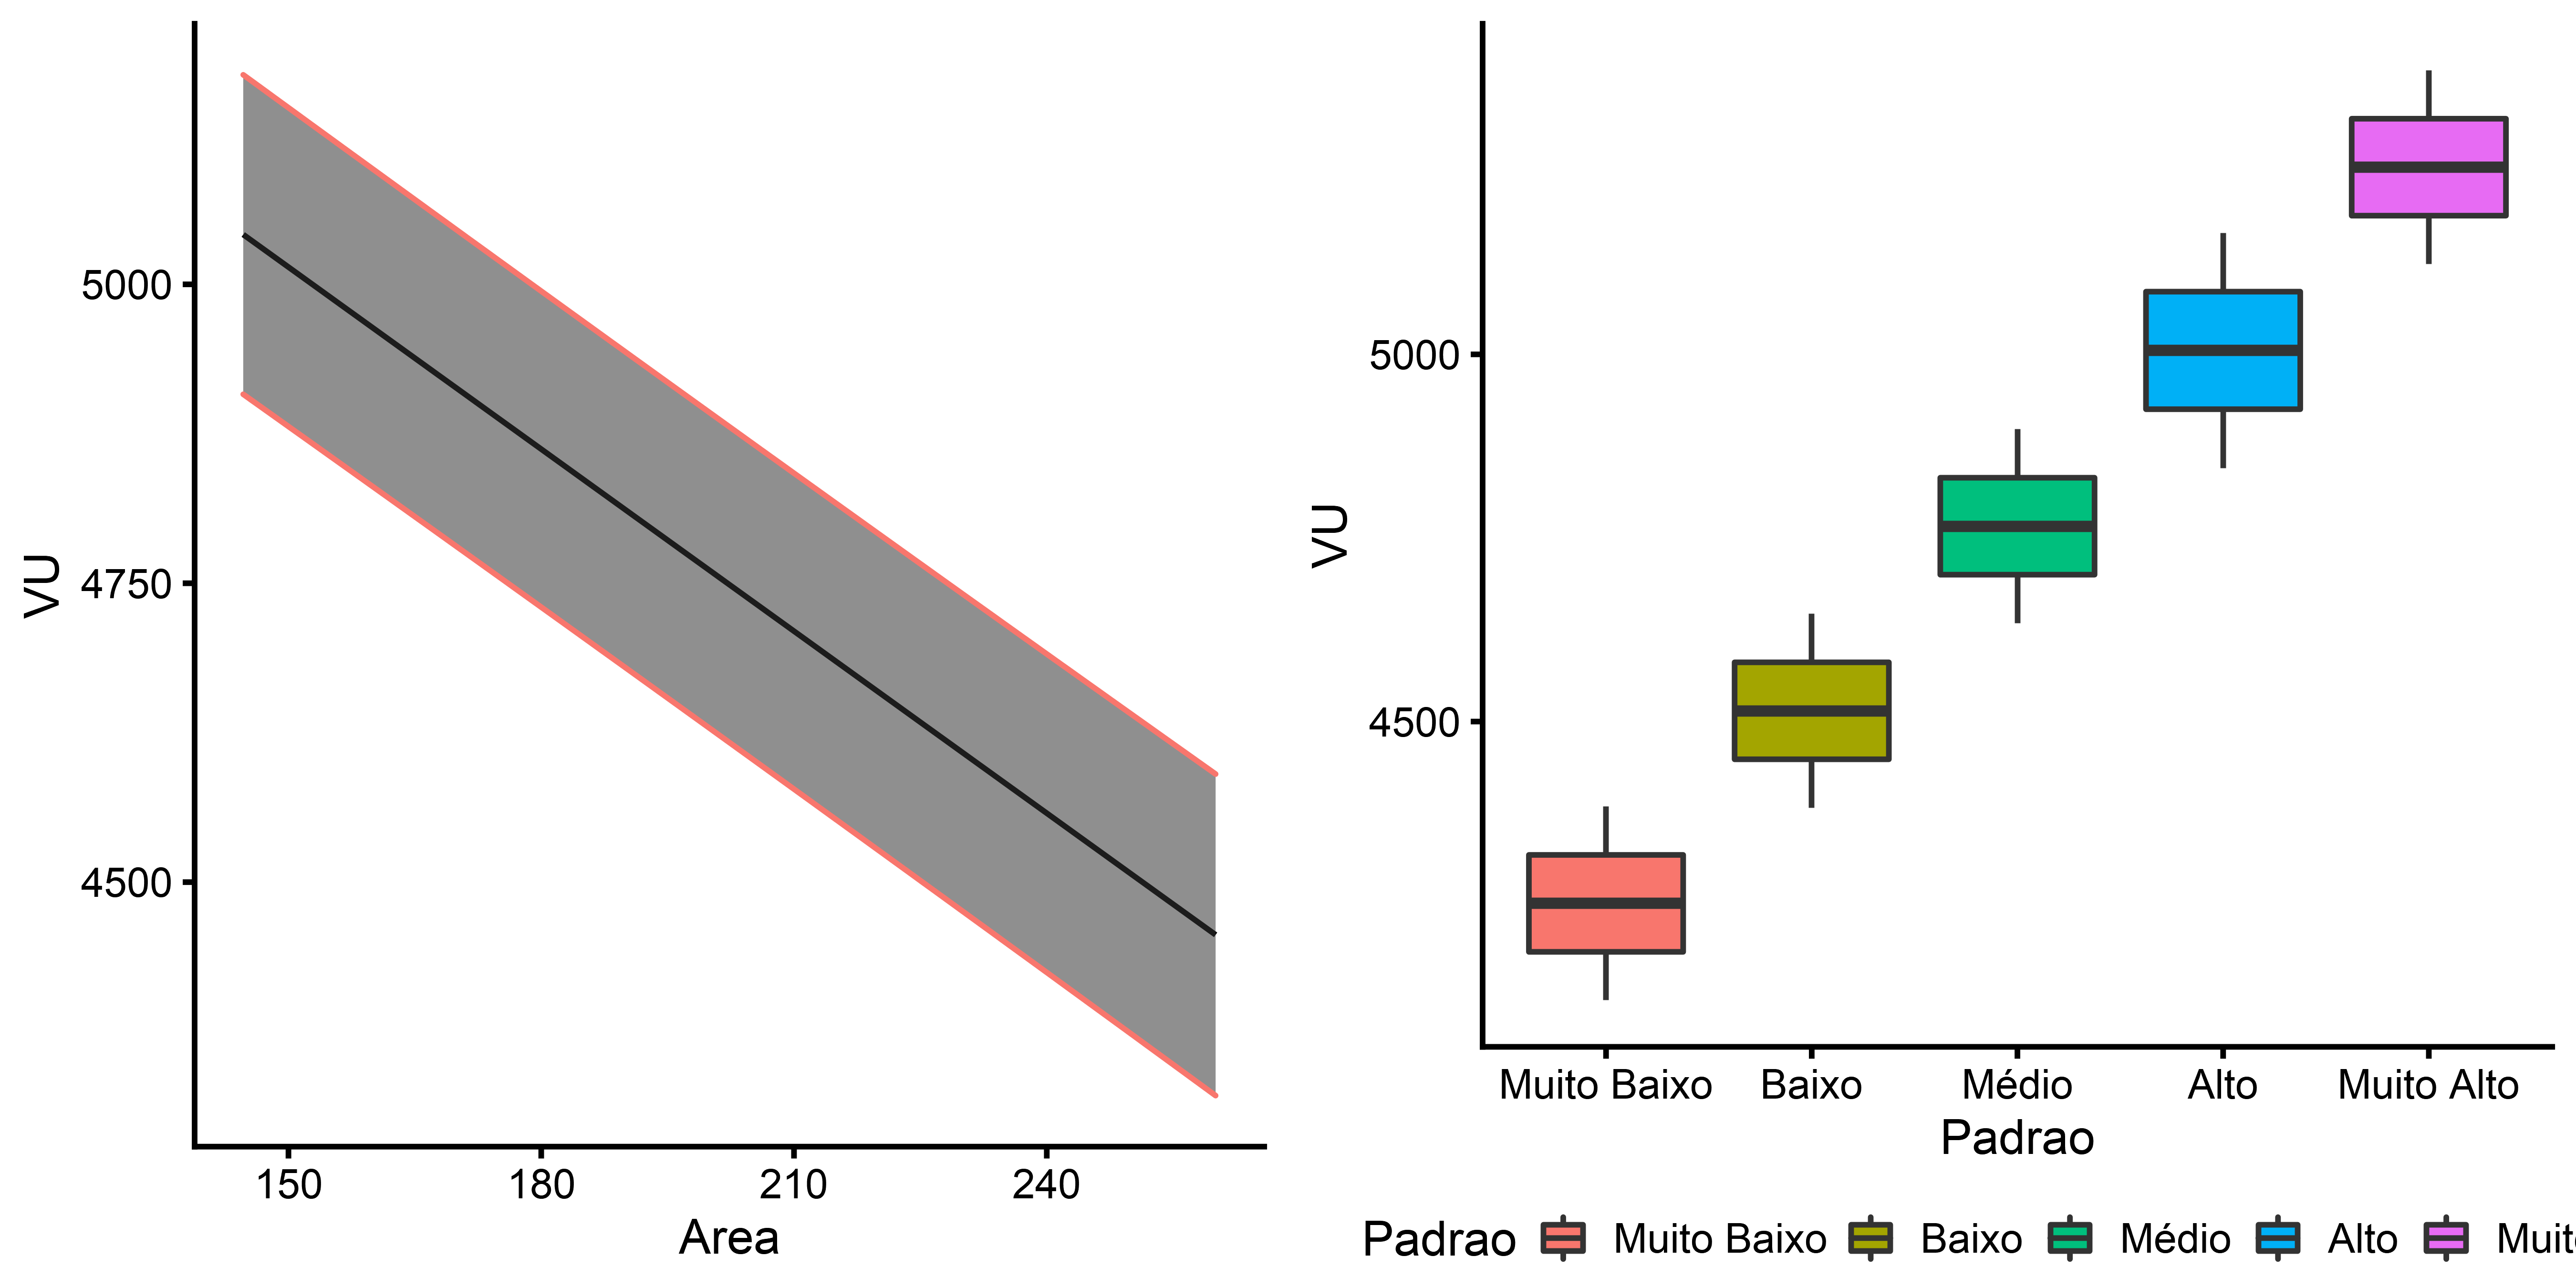 VU
5000
4750
4500
150 180 210 240
Area
VU
5000
4500
Muito Baixo Baixo Médio Alto Muito Alto
Padrao
Padrao Muito Baixo Baixo Médio Alto